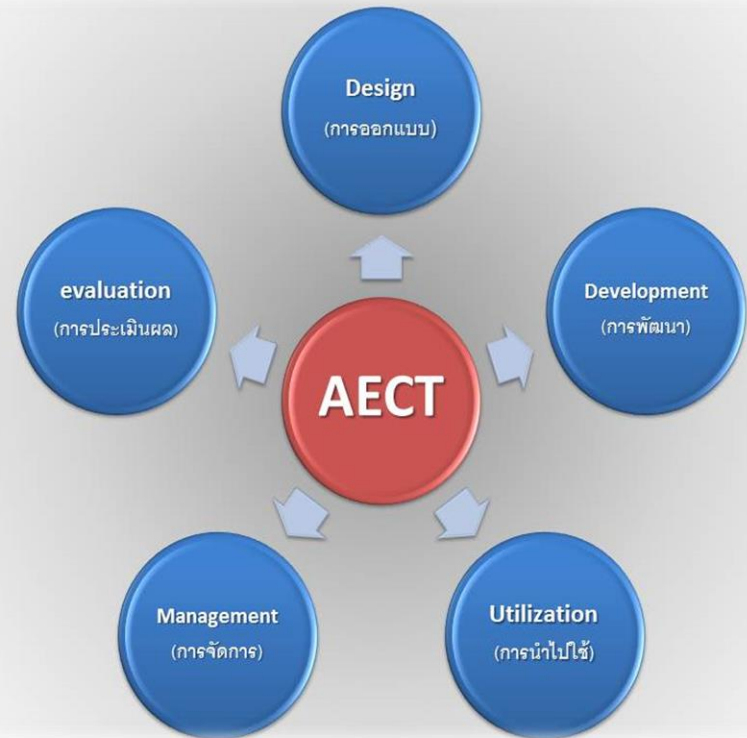 Design
(การออกแบบ)
evaluation
(การประเมินผล)
Development
(การพัฒนา)
AECT
Management
(การจัดการ)
Utilization
(การนำไปใช้)